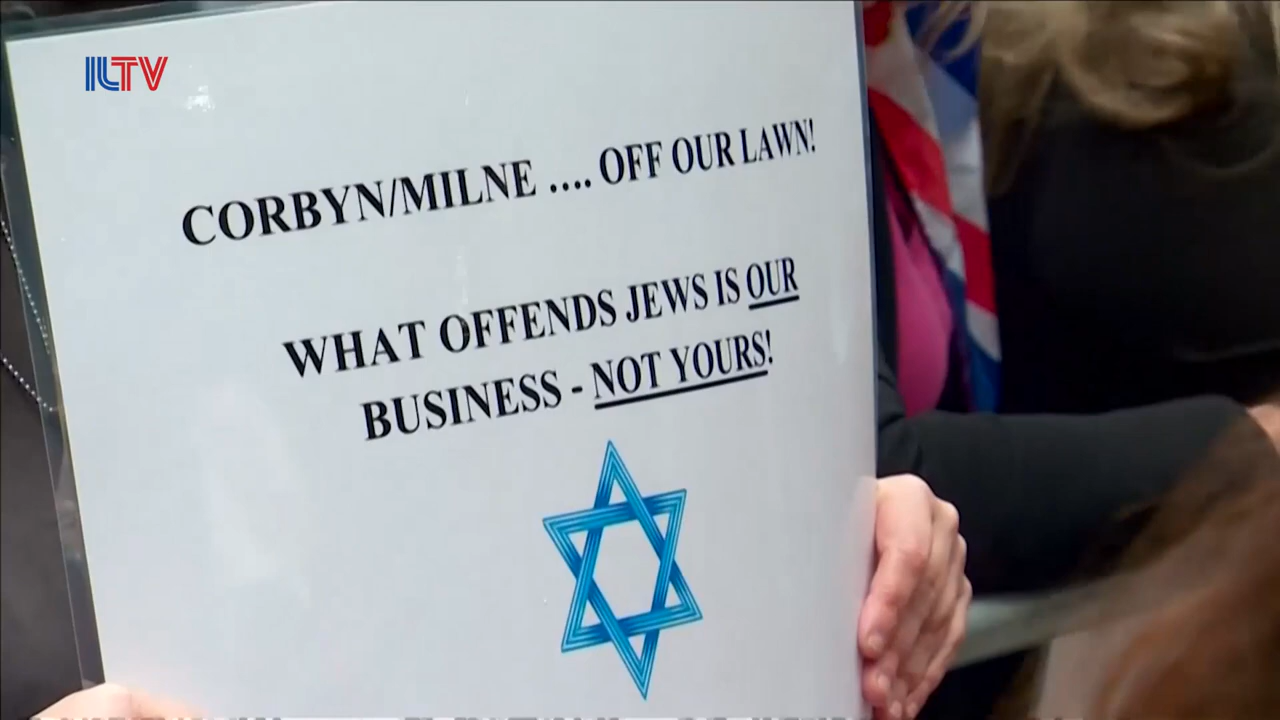 ILTV
CORBYN/MILNE .... OFF OUR LAWN!
WHAT OFFENDS JEWS IS OUR
BUSINESS - NOT YOURS!